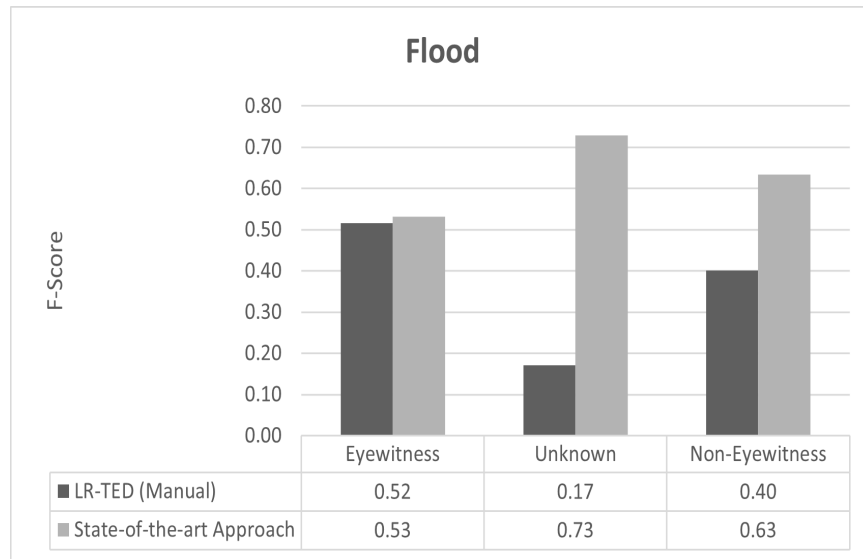 Flood
F-Score
0.80
0.70
0.60
0.50
0.40
0.30
0.20
0.10
0.00
Eyewitness Unknown Non-Eyewitness
LR-TED (Manual) 0.52 0.17 0.40
State-of-the-art Approach 0.53 0.73 0.63